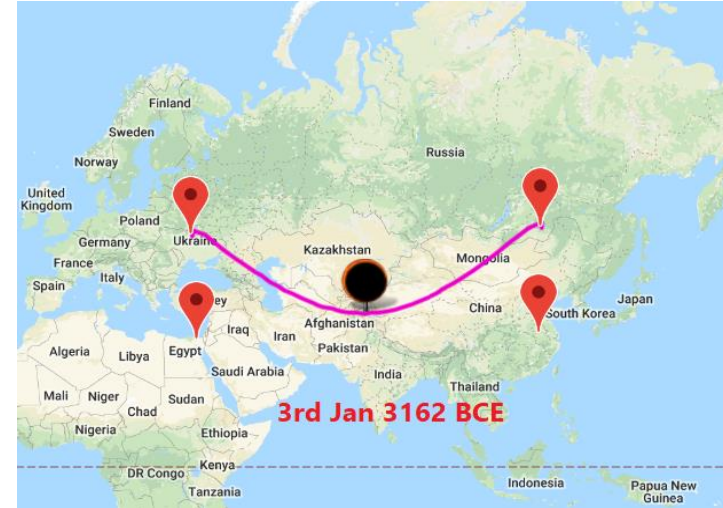 Finland
Sweden
Norway
Russia
United
Kingdom
Poland
Germany
Ukraine
Kazakhstan
Mongolia
France
Italy
Spain
ey
China
South Korea
Japan
Afghanistan
Iraq
Iran
Algeria
Libya
Egypt
Pakistan
Saudi Arabia
India
Mali
Niger
Sudan
Chad
Thailand
3rd Jan 3162 BCE
Nigeria
Ethiopia
Kenya
DR Congo
Indonesia
Papua New
Guinea
Tanzania